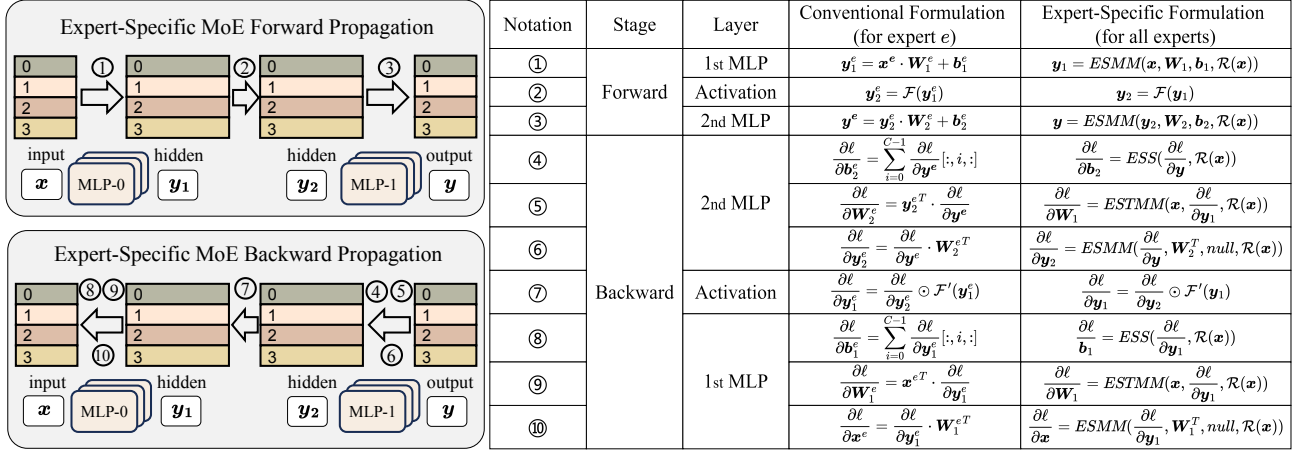 Expert-Specific MoE Forward Propagation
① ② ③
0 0 0 0
1 1 1 1
2 2 2 2
3 3 3 3
input hidden hidden output
x MLP-0 y₁ y₂ MLP-1 y
Expert-Specific MoE Backward Propagation
⑧ ⑨ ⑦ ④ ⑤
0 0 0 0
1 1 1 1
2 2 2 2
3 3 3 3
⑩ ⑥
input hidden hidden output
x MLP-0 y₁ y₂ MLP-1 y
Notation Stage Layer Conventional Formulation (for expert e) Expert-Specific Formulation (for all experts)
① Forward 1st MLP y₁ᵉ = xᵉ · W₁ᵉ + b₁ᵉ y₁ = ESMM(x, W₁, b₁, R(x))
② Activation y₂ᵉ = F(y₁ᵉ) y₂ = F(y₁)
③ 2nd MLP yᵉ = y₂ᵉ · W₂ᵉ + b₂ᵉ y = ESMM(y₂, W₂, b₂, R(x))
④ Backward 2nd MLP ∂ℓ/∂b₂ᵉ = ∑_{i=0}^{C-1} ∂ℓ/∂yᵉ [:, i, :] ∂ℓ/∂b₂ = ESS(∂ℓ/∂y, R(x))
⑤ ∂ℓ/∂W₂ᵉ = y₂ᵉᵀ · ∂ℓ/∂yᵉ ∂ℓ/∂W₁ = ESTMM(x, ∂ℓ/∂y₁, R(x))
⑥ ∂ℓ/∂y₂ᵉ = ∂ℓ/∂yᵉ · W₂ᵉᵀ ∂ℓ/∂y₂ = ESMM(∂ℓ/∂y, W₂ᵀ, null, R(x))
⑦ Activation ∂ℓ/∂y₁ᵉ = ∂ℓ/∂y₂ᵉ ⊙ F′(y₁ᵉ) ∂ℓ/∂y₁ = ∂ℓ/∂y₂ ⊙ F′(y₁)
⑧ 1st MLP ∂ℓ/∂b₁ᵉ = ∑_{i=0}^{C-1} ∂ℓ/∂y₁ᵉ [:, i, :] ∂ℓ/b₁ = ESS(∂ℓ/∂y₁, R(x))
⑨ ∂ℓ/∂W₁ᵉ = xᵉᵀ · ∂ℓ/∂y₁ᵉ ∂ℓ/∂W₁ = ESTMM(x, ∂ℓ/∂y₁, R(x))
⑩ ∂ℓ/∂xᵉ = ∂ℓ/∂y₁ᵉ · W₁ᵉᵀ ∂ℓ/∂x = ESMM(∂ℓ/∂y₁, W₁ᵀ, null, R(x))